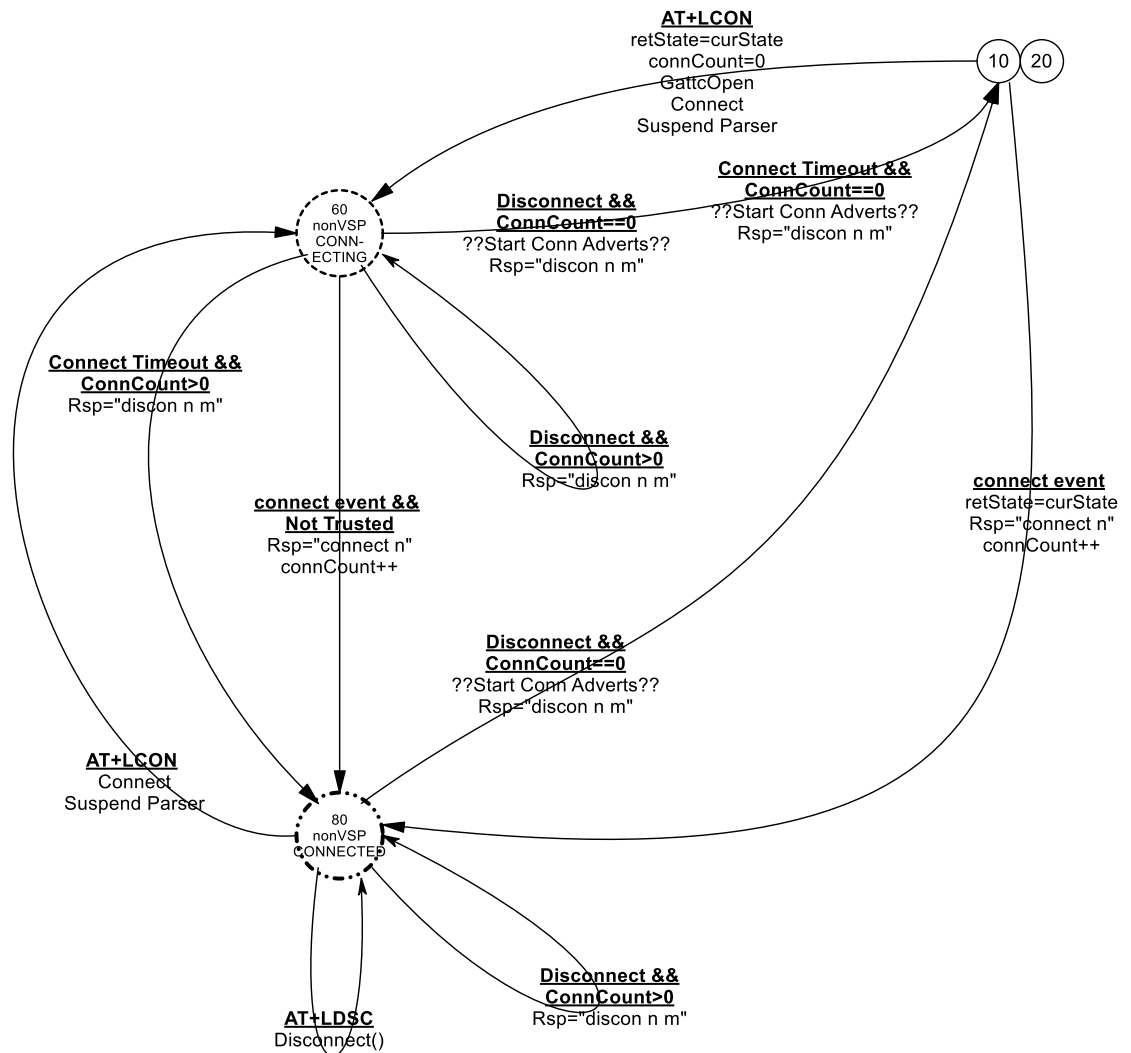 AT+LCON
retState=curState
connCount=0
GattcOpen
Connect
Suspend Parser
10
20
Connect Timeout &&
ConnCount==0
??Start Conn Adverts??
Rsp="discon n m"
Disconnect &&
ConnCount==0
??Start Conn Adverts??
Rsp="discon n m"
60
nonVSP
CONN-
ECTING
Connect Timeout &&
ConnCount>0
Rsp="discon n m"
Disconnect &&
ConnCount>0
Rsp="discon n m"
connect event &&
Not Trusted
Rsp="connect n"
connCount++
connect event
retState=curState
Rsp="connect n"
connCount++
Disconnect &&
ConnCount==0
??Start Conn Adverts??
Rsp="discon n m"
AT+LCON
Connect
Suspend Parser
80
nonVSP
CONNECTED
Disconnect &&
ConnCount>0
Rsp="discon n m"
AT+LDSC
Disconnect()